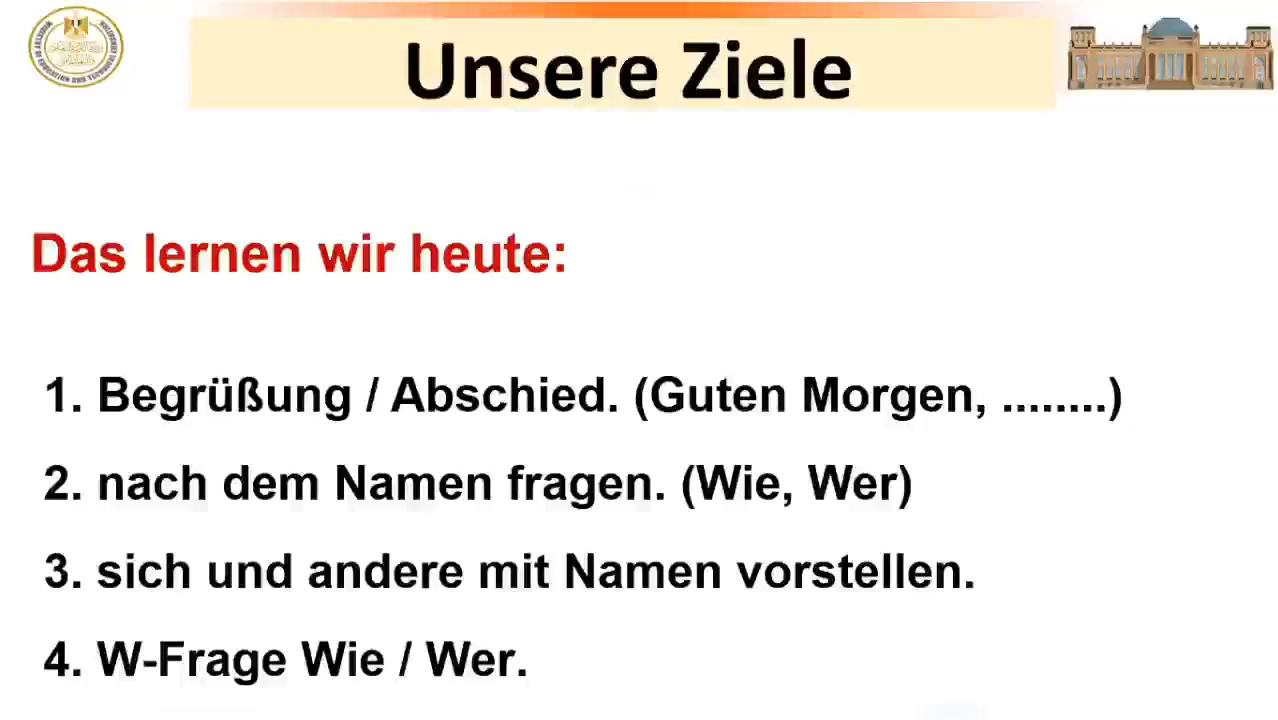 Unsere Ziele
Das lernen wir heute:
1. Begrüßung / Abschied. (Guten Morgen, ........)
2. nach dem Namen fragen. (Wie, Wer)
3. sich und andere mit Namen vorstellen.
4. W-Frage Wie / Wer.